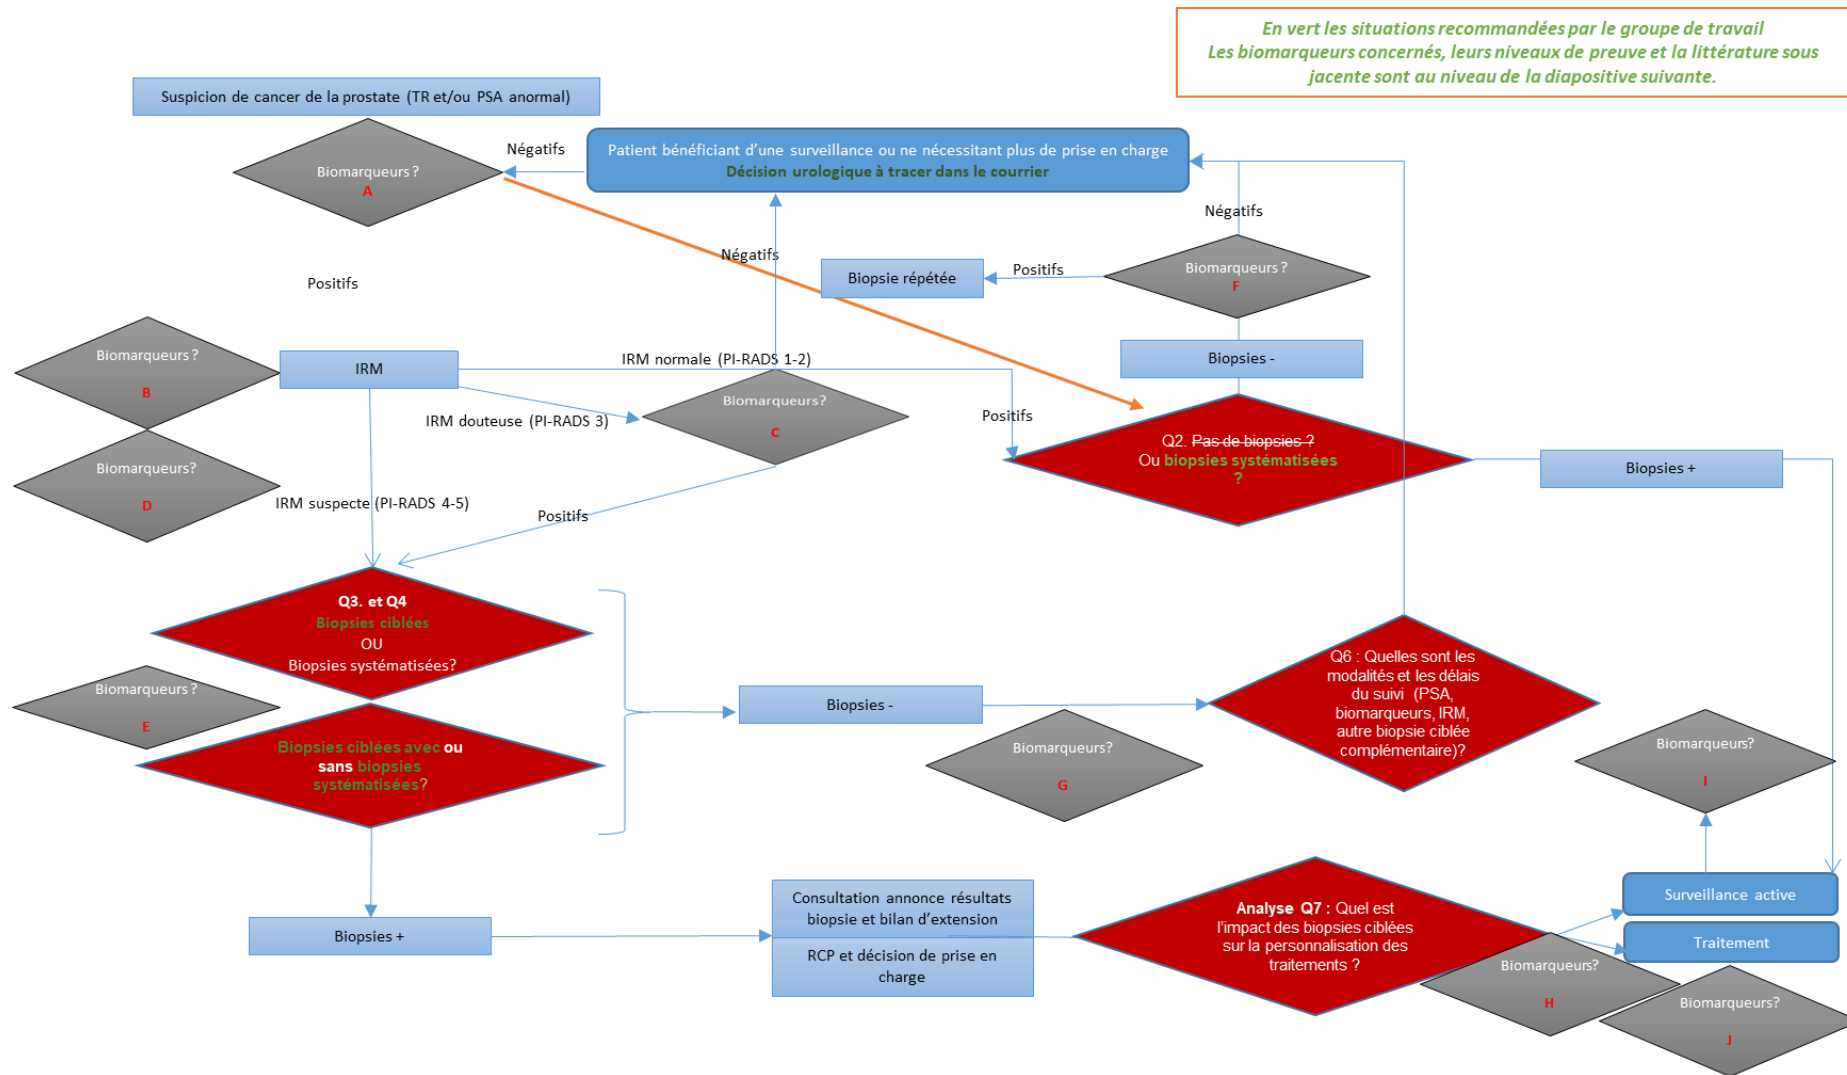 En vert les situations recommandées par le groupe de travail
Les biomarqueurs concernés, leurs niveaux de preuve et la littérature sous
jacente sont au niveau de la diapositive suivante.
Suspicion de cancer de la prostate (TR et/ou PSA anormal)
Biomarqueurs ?
A
Négatifs
Patient bénéficiant d’une surveillance ou ne nécessitant plus de prise en charge
Décision urologique à tracer dans le courrier
Négatifs
Négatifs
Positifs
Biopsie répétée
Positifs
Biomarqueurs ?
F
Biomarqueurs ?
B
IRM
IRM normale (PI-RADS 1-2)
Biopsies -
IRM douteuse (PI-RADS 3)
Biomarqueurs?
C
Positifs
Q2. Pas de biopsies ?
Ou biopsies systématisées
?
Biopsies +
Biomarqueurs?
D
IRM suspecte (PI-RADS 4-5)
Positifs
Q3. et Q4
Biopsies ciblées
OU
Biopsies systématisées?
Biomarqueurs ?
E
Biopsies ciblées avec ou
sans biopsies
systématisées?
Biopsies -
Biomarqueurs?
G
Q6 : Quelles sont les
modalités et les délais
du suivi (PSA,
biomarqueurs, IRM,
autre biopsie ciblée
complémentaire)?
Biomarqueurs?
I
Biopsies +
Consultation annonce résultats
biopsie et bilan d’extension
RCP et décision de prise en
charge
Analyse Q7 : Quel est
l’impact des biopsies ciblées
sur la personnalisation des
traitements ?
Surveillance active
Traitement
Biomarqueurs?
H
Biomarqueurs?
J